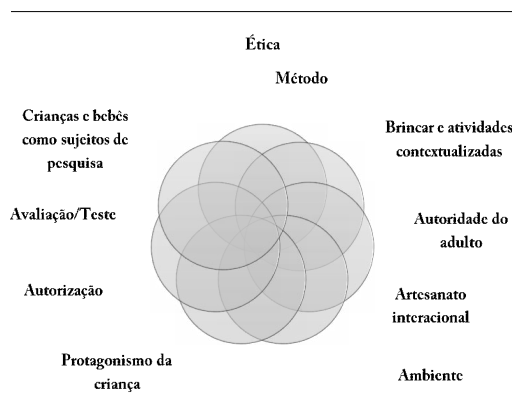 Ética
Método
Crianças e bebês
como sujeitos de
pesquisa
Brincar e atividades
contextualizadas
Avaliação/Teste
Autoridade do
adulto
Autorização
Artesanato
interacional
Protagonismo da
criança
Ambiente